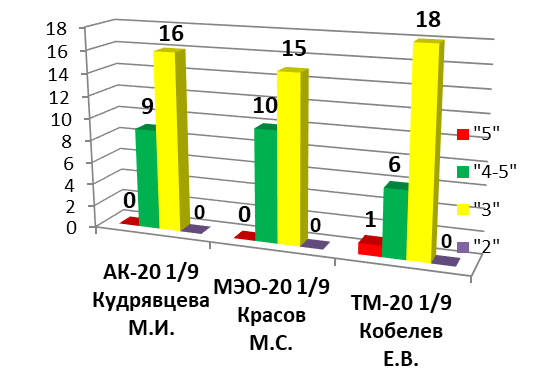 18
16
14
12
10
8
6
4
2
0
0
9
16
0
0
10
15
0
1
6
18
0
"5"
"4-5"
"3"
"2"
АК-20 1/9
Кудрявцева
М.И.
МЭО-20 1/9
Красов
М.С.
ТМ-20 1/9
Кобелев
Е.В.